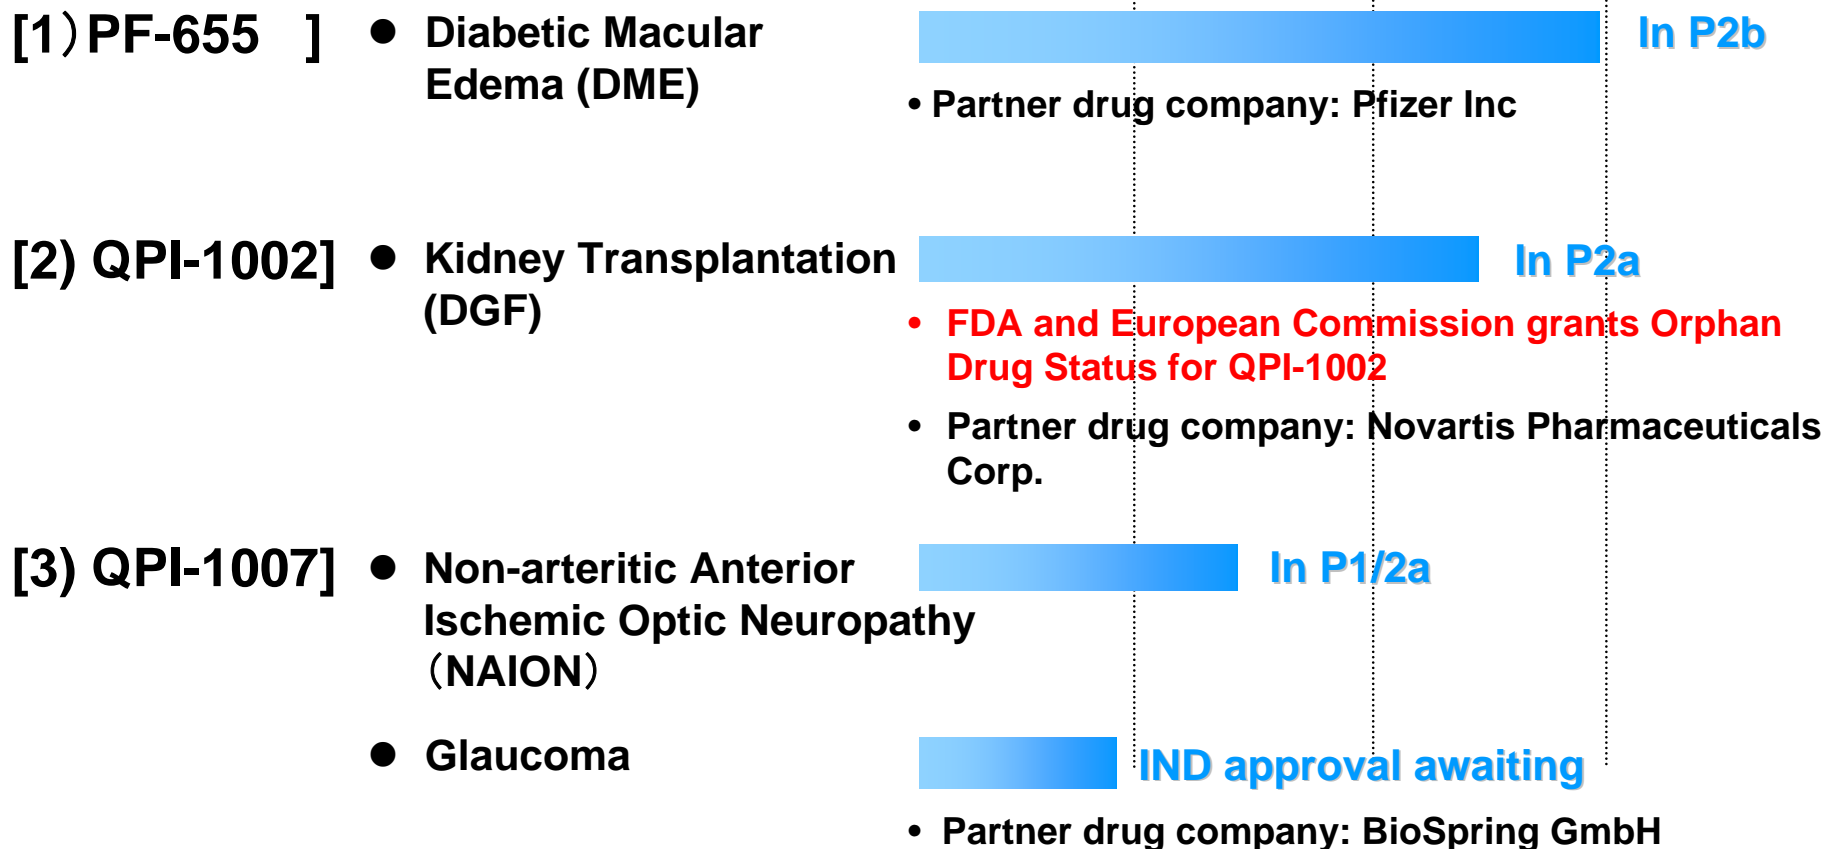 [1）PF-655 ] ● Diabetic Macular In P2b
Edema (DME)
• Partner drug company: Pfizer Inc
[2) QPI-1002] ● Kidney Transplantation In P2a
(DGF)
• FDA and European Commission grants Orphan
Drug Status for QPI-1002
• Partner drug company: Novartis Pharmaceuticals
Corp.
[3) QPI-1007] ● Non-arteritic Anterior In P1/2a
Ischemic Optic Neuropathy
（NAION）
● Glaucoma IND approval awaiting
• Partner drug company: BioSpring GmbH